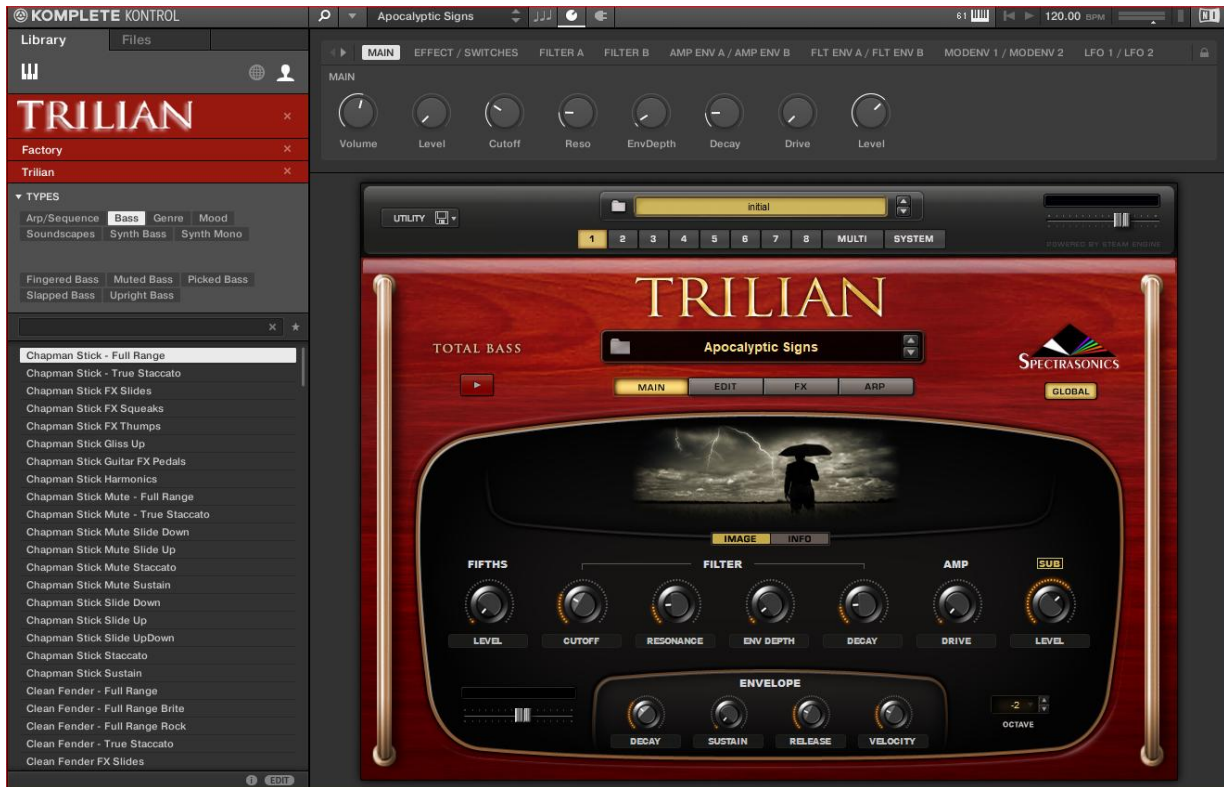 KOMPLETE KONTROL
Apocalyptic Signs
61
120.00 BPM
Library
Files
TRILIAN
Factory
Trilian
TYPES
Arp/Sequence Bass Genre Mood
Soundscapes Synth Bass Synth Mono
Fingered Bass Muted Bass Picked Bass
Slapped Bass Upright Bass
Chapman Stick - Full Range
Chapman Stick - True Staccato
Chapman Stick FX Slides
Chapman Stick FX Squeaks
Chapman Stick FX Thumps
Chapman Stick Gliss Up
Chapman Stick Guitar FX Pedals
Chapman Stick Harmonics
Chapman Stick Mute - Full Range
Chapman Stick Mute - True Staccato
Chapman Stick Mute Slide Down
Chapman Stick Mute Slide Up
Chapman Stick Mute Staccato
Chapman Stick Mute Sustain
Chapman Stick Slide Down
Chapman Stick Slide Up
Chapman Stick Slide UpDown
Chapman Stick Staccato
Chapman Stick Sustain
Clean Fender - Full Range
Clean Fender - Full Range Brite
Clean Fender - Full Range Rock
Clean Fender - True Staccato
Clean Fender FX Slides
EDIT
MAIN EFFECT / SWITCHES FILTER A FILTER B AMP ENV A / AMP ENV B FLT ENV A / FLT ENV B MODENV 1 / MODENV 2 LFO 1 / LFO 2
MAIN
Volume Level Cutoff Reso EnvDepth Decay Drive Level
UTILITY
initial
1 2 3 4 5 6 7 8 MULTI SYSTEM
POWERED BY STEAM ENGINE
TRILIAN
TOTAL BASS
Apocalyptic Signs
SPECTRASONICS
MAIN EDIT FX ARP
GLOBAL
IMAGE INFO
FIFTHS FILTER AMP SUB
LEVEL CUTOFF RESONANCE ENV DEPTH DECAY DRIVE LEVEL
ENVELOPE
-2
OCTAVE
DECAY SUSTAIN RELEASE VELOCITY